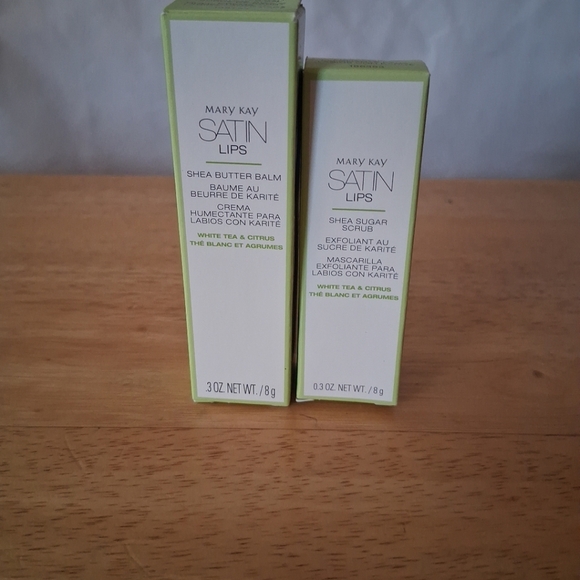 MARY KAY
SATIN
LIPS
SHEA BUTTER BALM
BAUME AU
BEURRE DE KARITÉ
CREMA
HUMECTANTE PARA
LABIOS CON KARITÉ
WHITE TEA & CITRUS
THÉ BLANC ET AGRUMES
.3 OZ. NET WT. / 8 g
MARY KAY
SATIN
LIPS
SHEA SUGAR
SCRUB
EXFOLIANT AU
SUCRE DE KARITÉ
MASCARILLA
EXFOLIANTE PARA
LABIOS CON KARITÉ
WHITE TEA & CITRUS
THÉ BLANC ET AGRUMES
0.3 OZ. NET WT. / 8 g